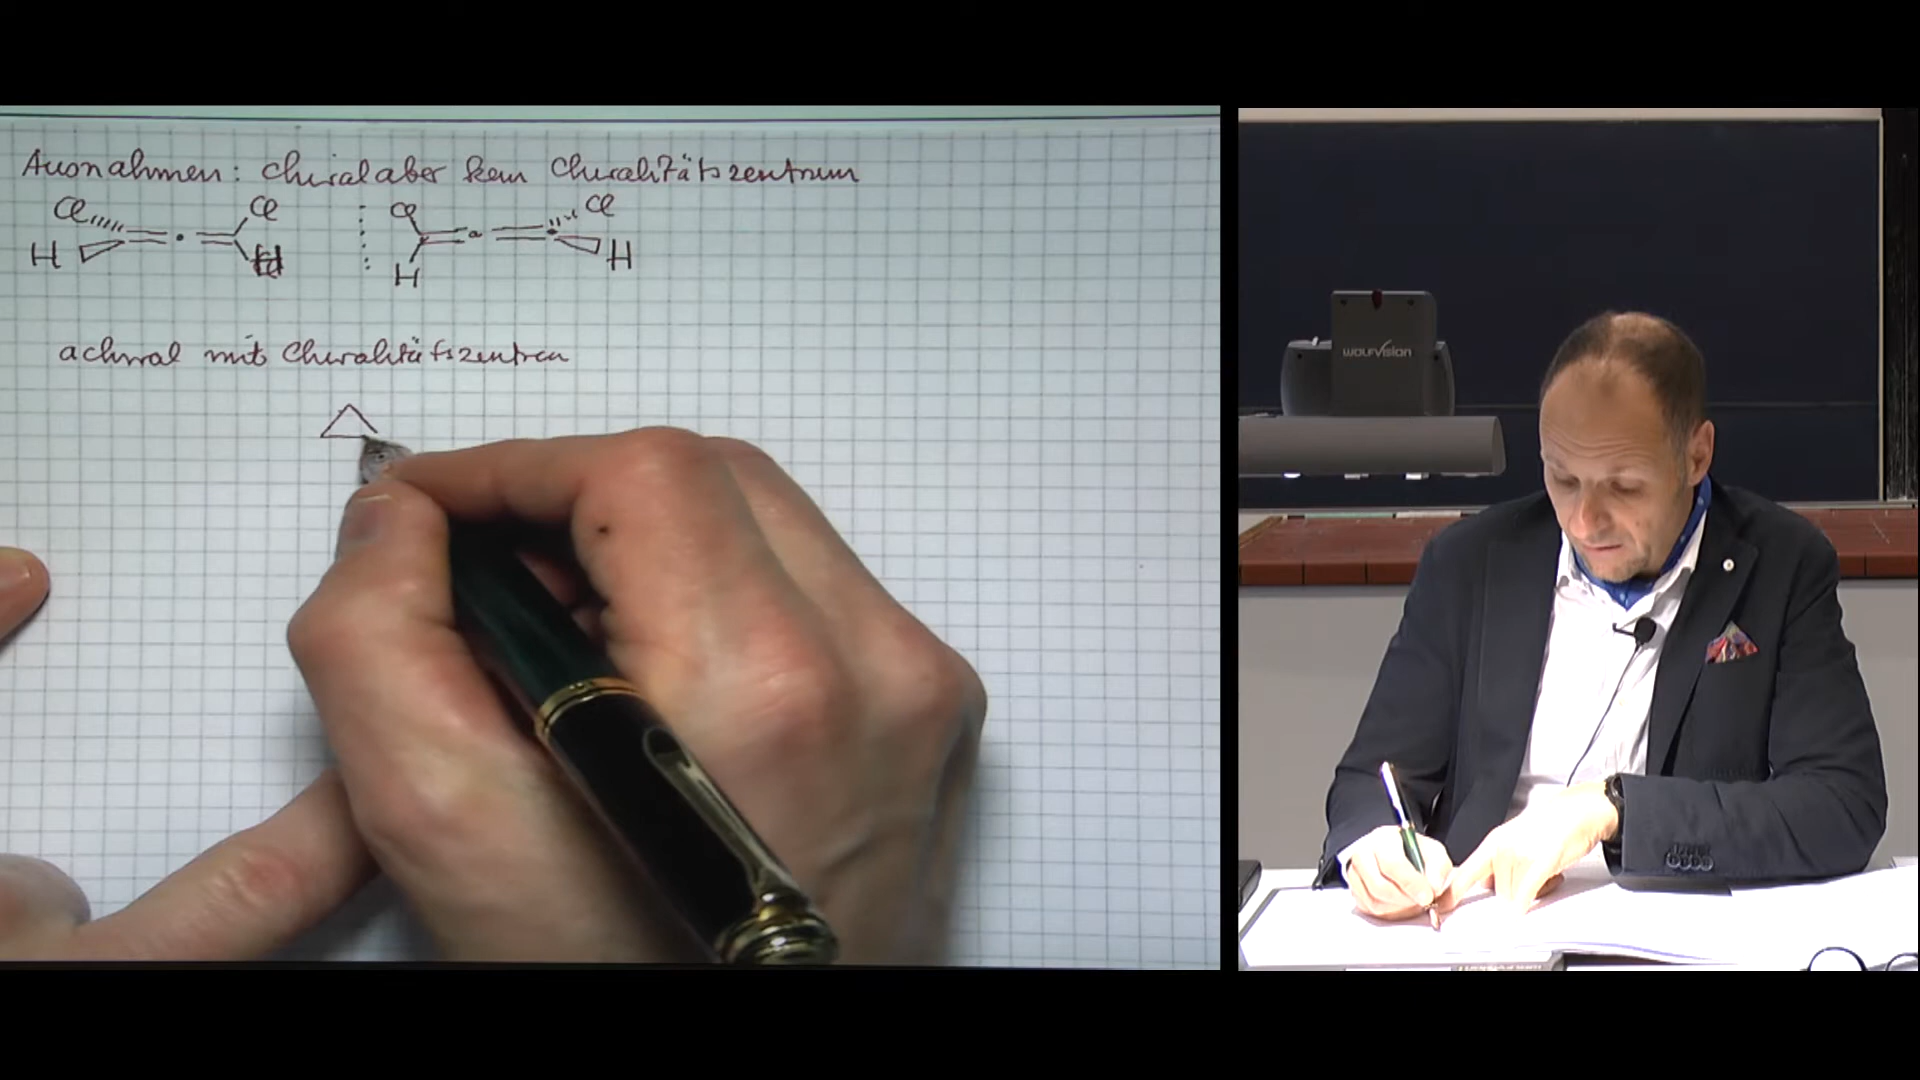 Ausnahmen: chiral aber kein Chiralitätszentrum
Cl Cl Cl Cl
H H H H
achiral mit Chiralitätszentren
WOLFVISION